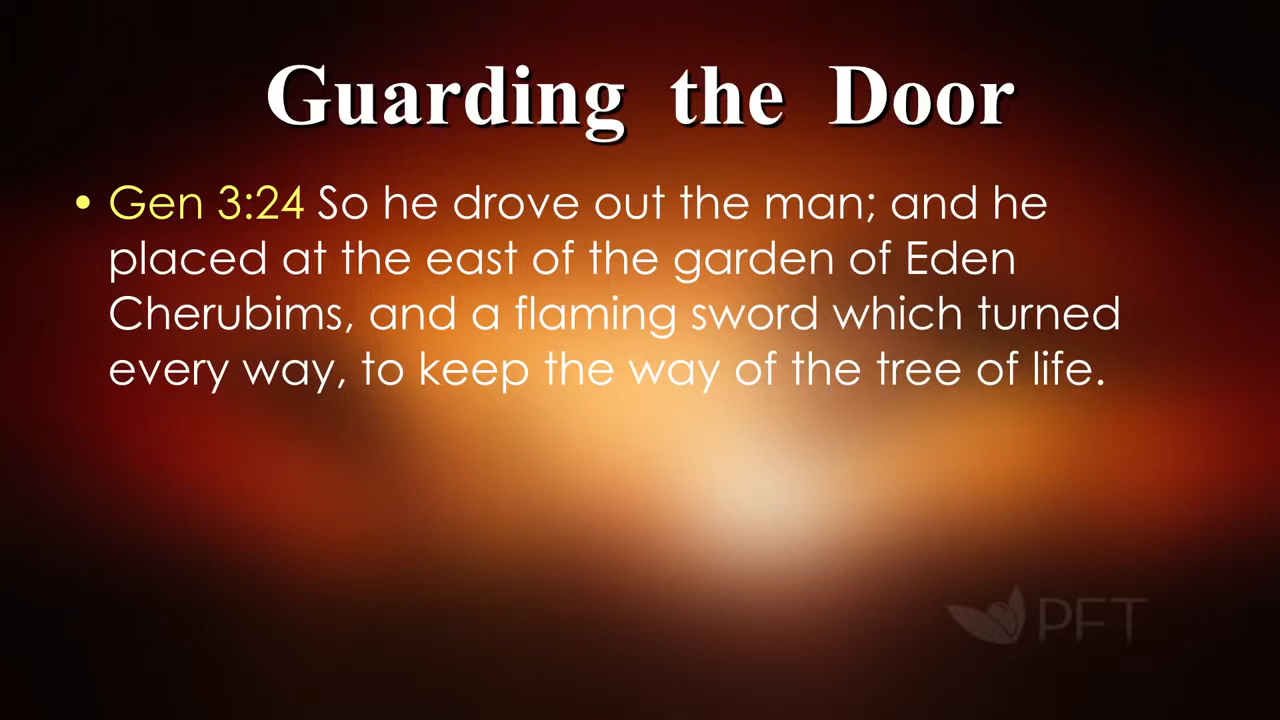 Guarding the Door
• Gen 3:24 So he drove out the man; and he
placed at the east of the garden of Eden
Cherubims, and a flaming sword which turned
every way, to keep the way of the tree of life.
PFT